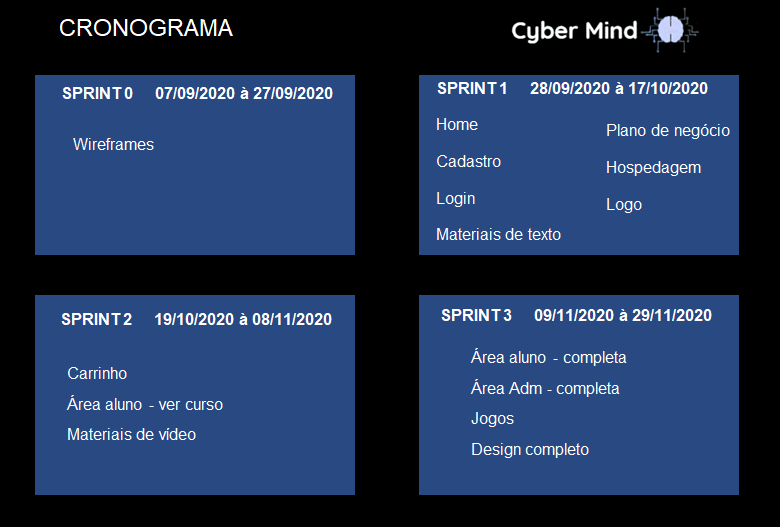 CRONOGRAMA
Cyber Mind
SPRINT 0 07/09/2020 à 27/09/2020
Wireframes
SPRINT 1 28/09/2020 à 17/10/2020
Home
Cadastro
Login
Materiais de texto
Plano de negócio
Hospedagem
Logo
SPRINT 2 19/10/2020 à 08/11/2020
Carrinho
Área aluno - ver curso
Materiais de vídeo
SPRINT 3 09/11/2020 à 29/11/2020
Área aluno - completa
Área Adm - completa
Jogos
Design completo